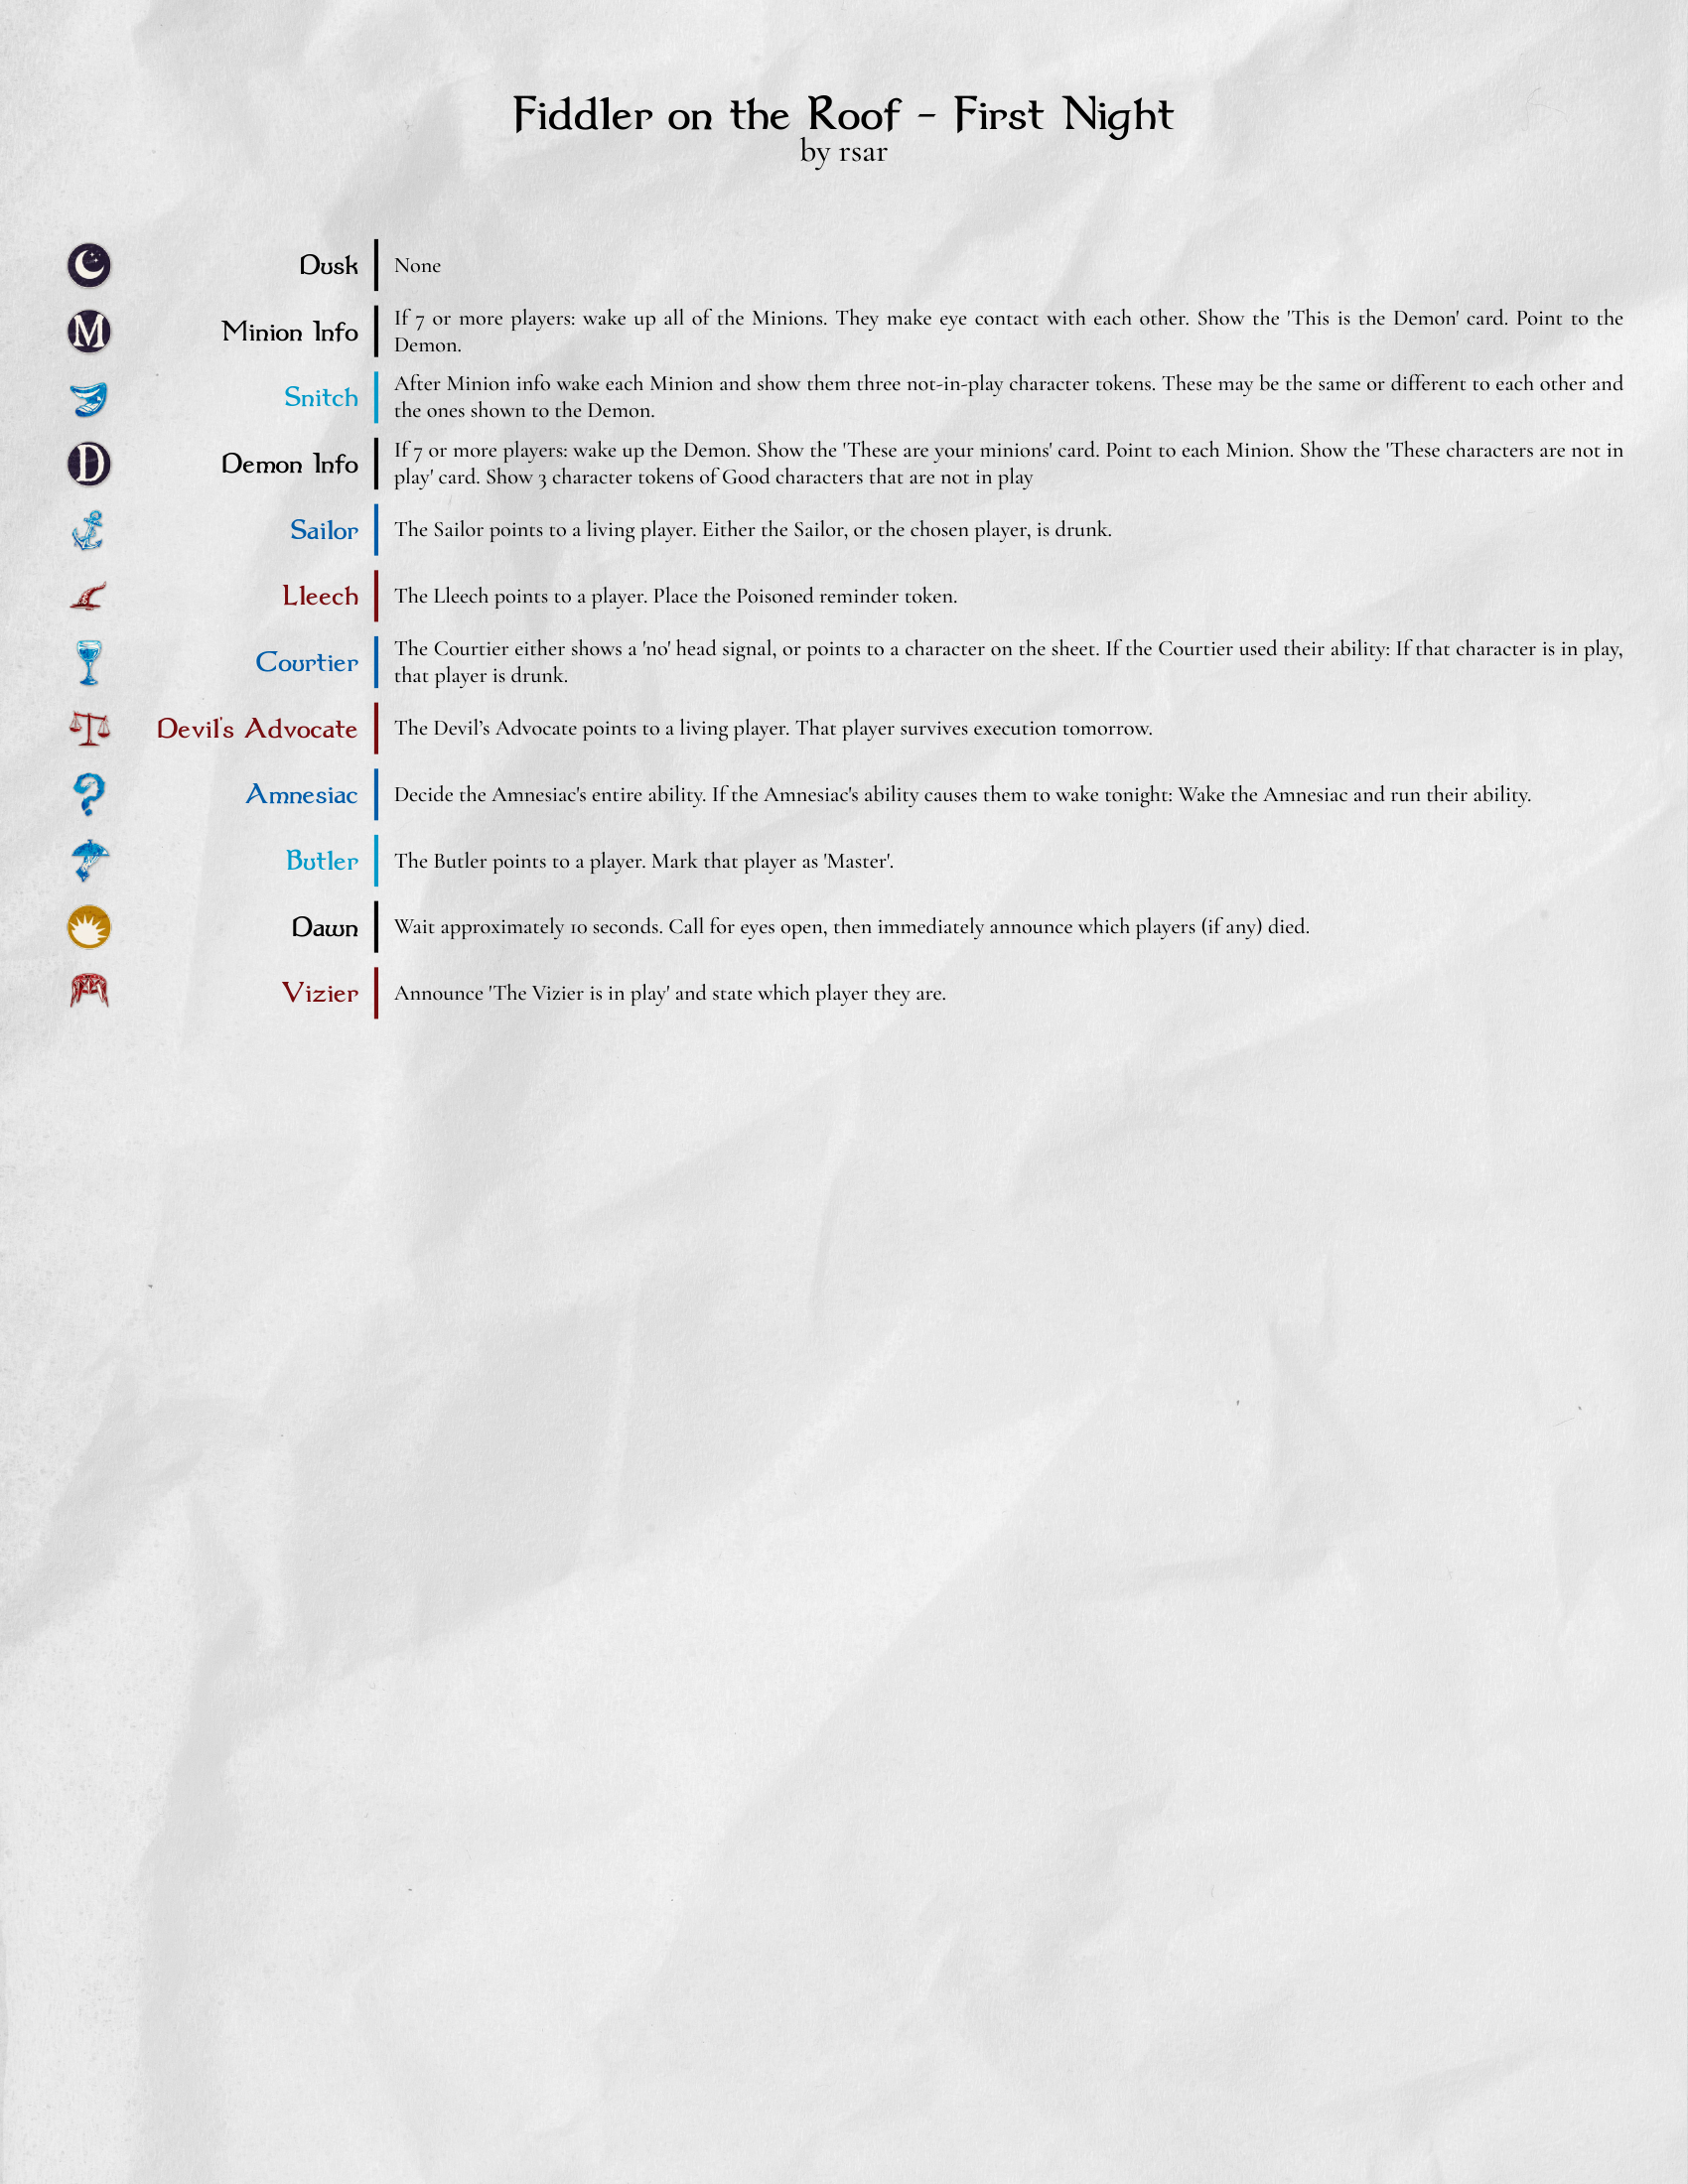 Fiddler on the Roof - First Night
by rsar
Dusk
None
M
Minion Info
If 7 or more players: wake up all of the Minions. They make eye contact with each other. Show the 'This is the Demon' card. Point to the
Demon.
Snitch
After Minion info wake each Minion and show them three not-in-play character tokens. These may be the same or different to each other and
the ones shown to the Demon.
D
Demon Info
If 7 or more players: wake up the Demon. Show the 'These are your minions' card. Point to each Minion. Show the 'These characters are not in
play' card. Show 3 character tokens of Good characters that are not in play
Sailor
The Sailor points to a living player. Either the Sailor, or the chosen player, is drunk.
Lleech
The Lleech points to a player. Place the Poisoned reminder token.
Courtier
The Courtier either shows a 'no' head signal, or points to a character on the sheet. If the Courtier used their ability: If that character is in play,
that player is drunk.
Devil's Advocate
The Devil’s Advocate points to a living player. That player survives execution tomorrow.
?
Amnesiac
Decide the Amnesiac's entire ability. If the Amnesiac's ability causes them to wake tonight: Wake the Amnesiac and run their ability.
Butler
The Butler points to a player. Mark that player as 'Master'.
Dawn
Wait approximately 10 seconds. Call for eyes open, then immediately announce which players (if any) died.
Vizier
Announce 'The Vizier is in play' and state which player they are.